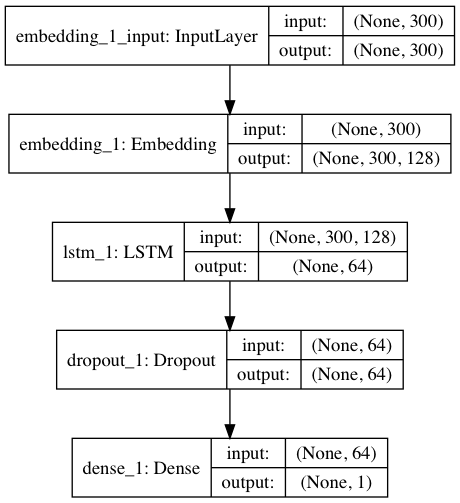 embedding_1_input: InputLayer
input: (None, 300)
output: (None, 300)
embedding_1: Embedding
input: (None, 300)
output: (None, 300, 128)
lstm_1: LSTM
input: (None, 300, 128)
output: (None, 64)
dropout_1: Dropout
input: (None, 64)
output: (None, 64)
dense_1: Dense
input: (None, 64)
output: (None, 1)